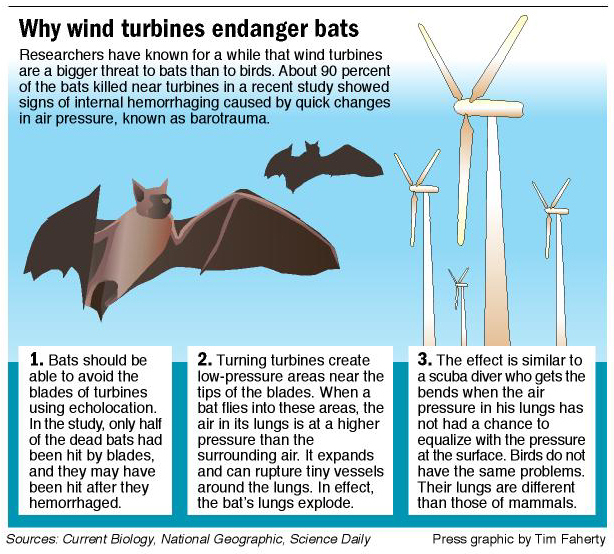 Why wind turbines endanger bats
Researchers have known for a while that wind turbines
are a bigger threat to bats than to birds. About 90 percent
of the bats killed near turbines in a recent study showed
signs of internal hemorrhaging caused by quick changes
in air pressure, known as barotrauma.
1. Bats should be
able to avoid the
blades of turbines
using echolocation.
In the study, only half
of the dead bats had
been hit by blades,
and they may have
been hit after they
hemorrhaged.
2. Turning turbines create
low-pressure areas near the
tips of the blades. When a
bat flies into these areas, the
air in its lungs is at a higher
pressure than the
surrounding air. It expands
and can rupture tiny vessels
around the lungs. In effect,
the bat's lungs explode.
3. The effect is similar to
a scuba diver who gets the
bends when the air
pressure in his lungs has
not had a chance to
equalize with the pressure
at the surface. Birds do not
have the same problems.
Their lungs are different
than those of mammals.
Sources: Current Biology, National Geographic, Science Daily
Press graphic by Tim Faherty